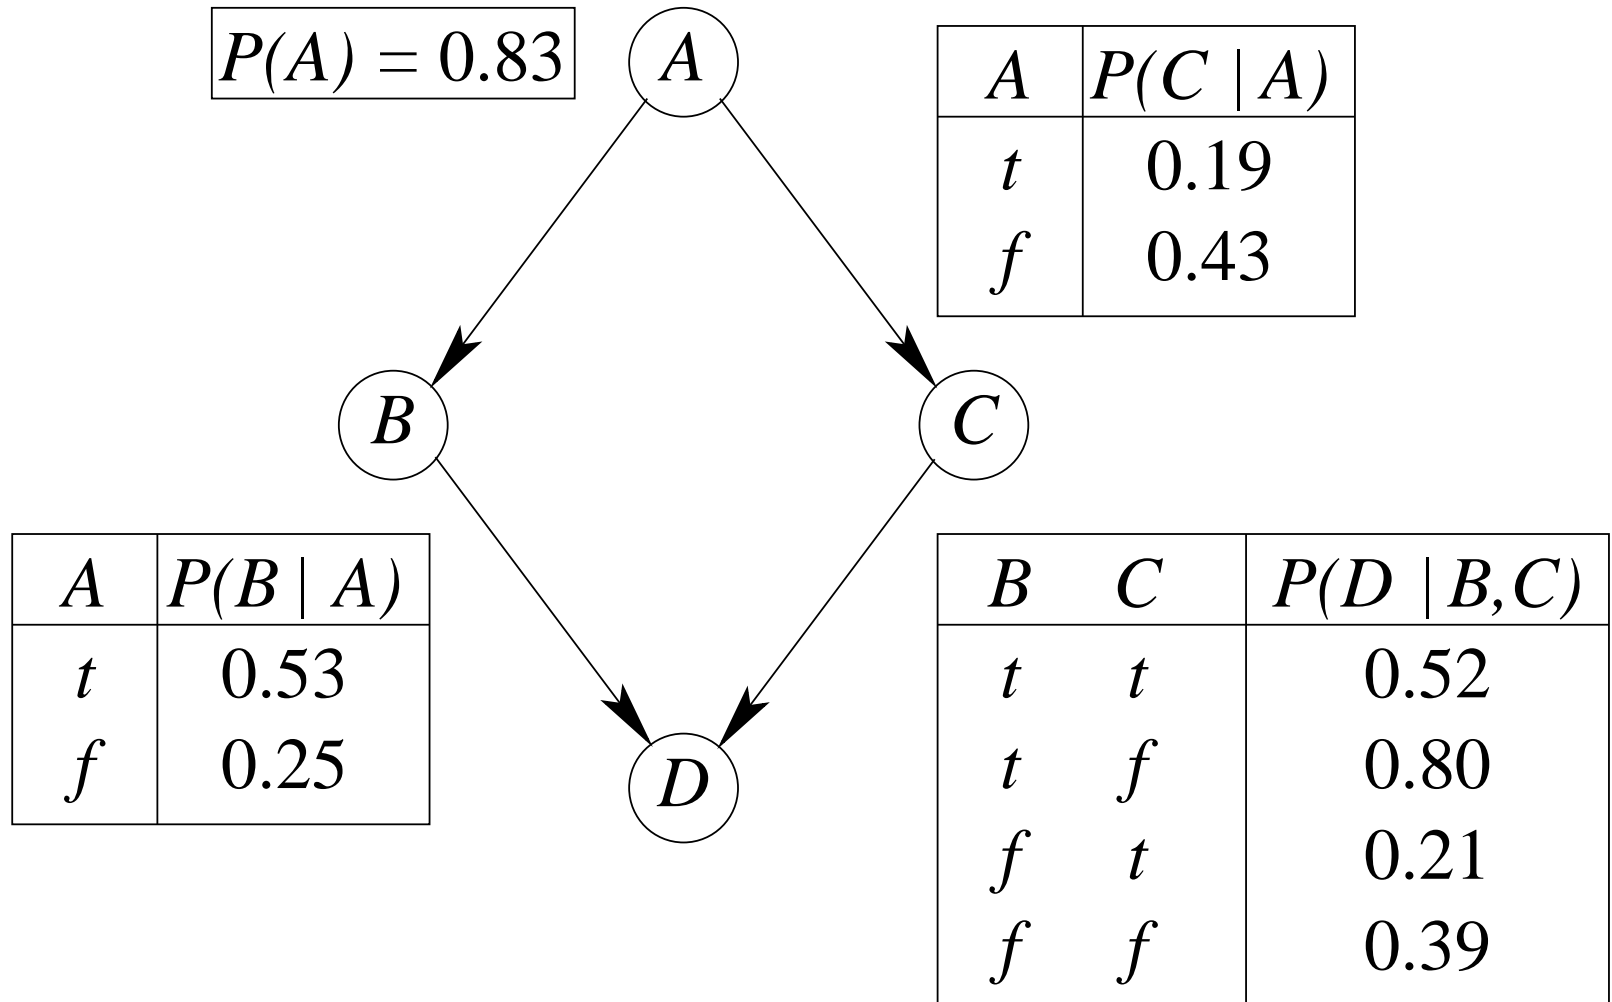 P(A) = 0.83
A
A P(C | A)
t 0.19
f 0.43
B
C
A P(B | A)
t 0.53
f 0.25
D
B C P(D | B,C)
t t 0.52
t f 0.80
f t 0.21
f f 0.39